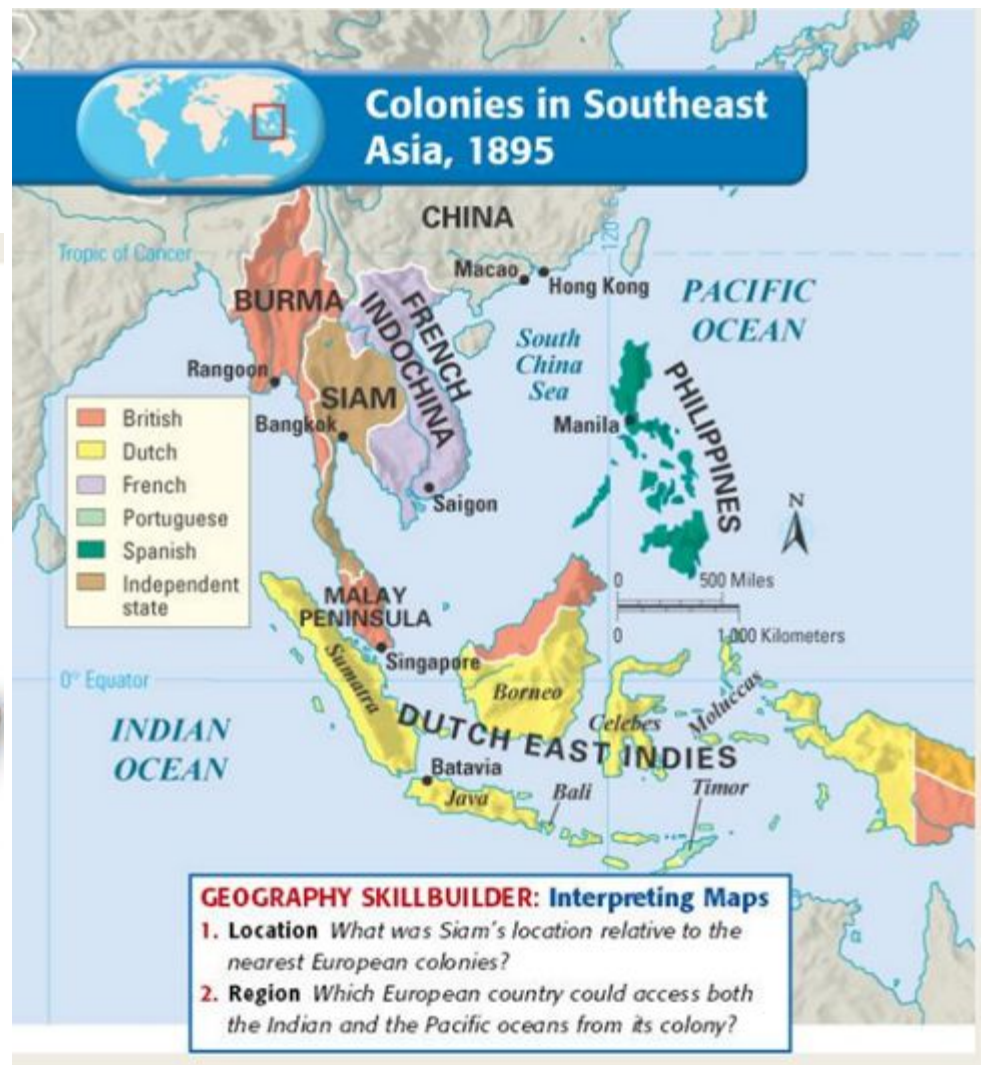 Colonies in Southeast
Asia, 1895
CHINA
Tropic of Cancer
120°E
Macao
Hong Kong
PACIFIC
OCEAN
BURMA
FRENCH
INDOCHINA
South
China
Sea
Rangoon
SIAM
Bangkok
PHILIPPINES
Manila
British
Dutch
French
Portuguese
Spanish
Independent
state
Saigon
N
0
500 Miles
0
1,000 Kilometers
MALAY
PENINSULA
Singapore
0° Equator
Sumatra
Borneo
Celebes
Moluccas
INDIAN
OCEAN
DUTCH EAST INDIES
Batavia
Java
Bali
Timor
GEOGRAPHY SKILLBUILDER: Interpreting Maps
1. Location What was Siam's location relative to the
nearest European colonies?
2. Region Which European country could access both
the Indian and the Pacific oceans from its colony?